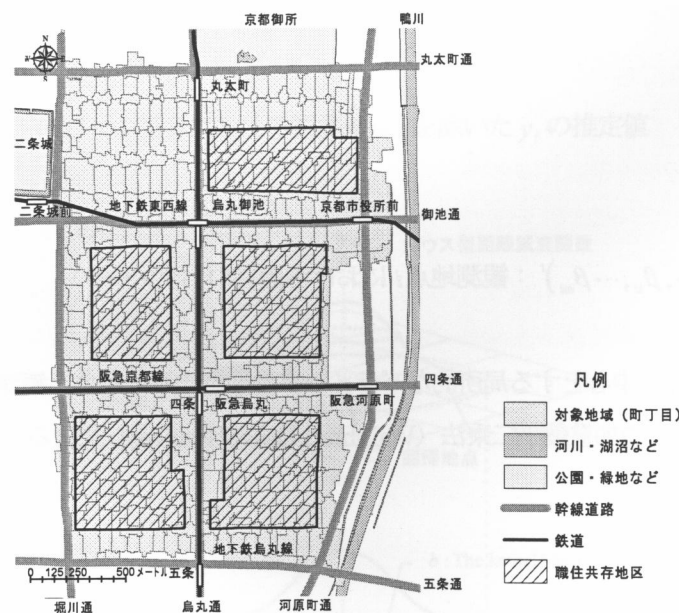 京都御所
鴨川
N
S
丸太町通
丸太町
二条城
地下鉄東西線
烏丸御池
京都市役所前
二条城前
御池通
阪急京都線
四条
阪急烏丸
阪急河原町
四条通
凡例
対象地域(町丁目)
河川・湖沼など
公園・緑地など
幹線道路
鉄道
職住共存地区
地下鉄烏丸線
0 125 250 500 メートル
五条
五条通
堀川通
烏丸通
河原町通